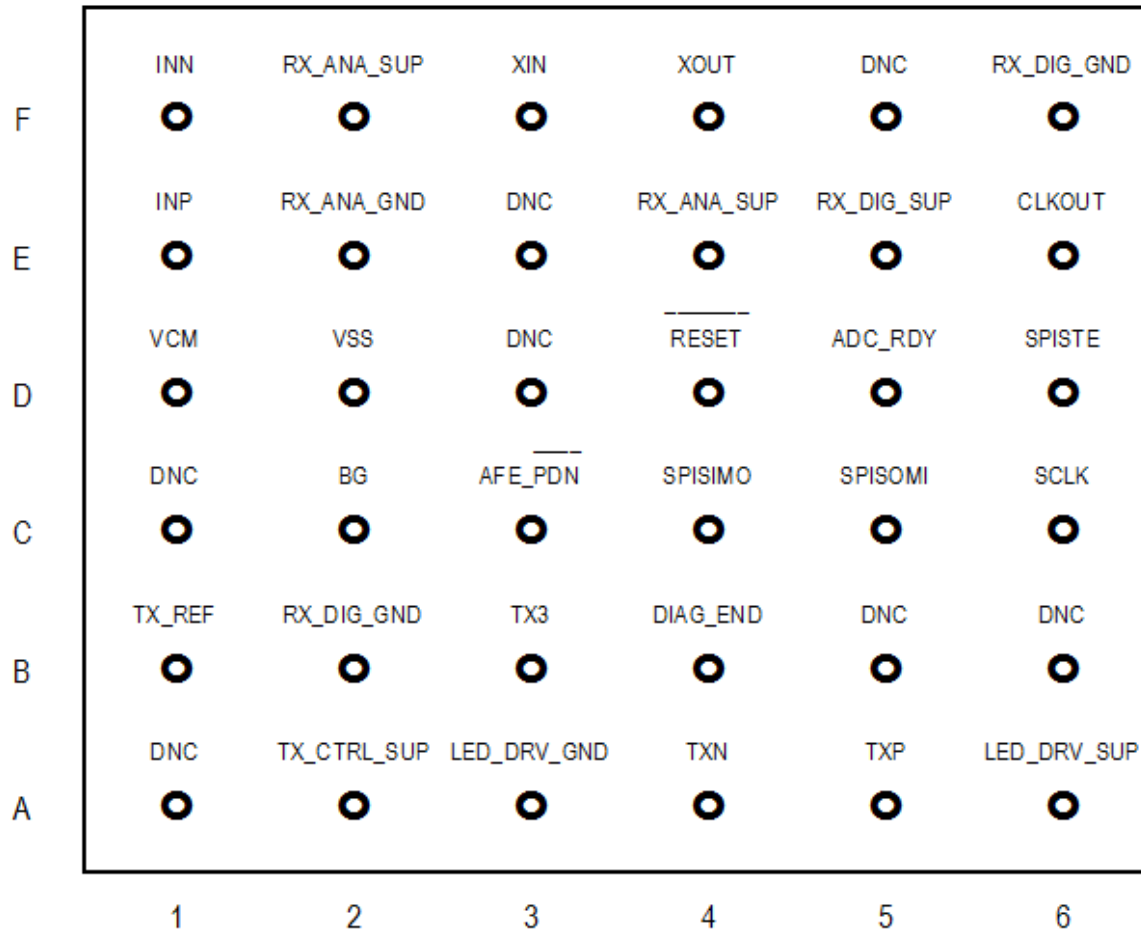 INN RX_ANA_SUP XIN XOUT DNC RX_DIG_GND
F
INP RX_ANA_GND DNC RX_ANA_SUP RX_DIG_SUP CLKOUT
E
VCM VSS DNC RESET ADC_RDY SPISTE
D
DNC BG AFE_PDN SPISIMO SPISOMI SCLK
C
TX_REF RX_DIG_GND TX3 DIAG_END DNC DNC
B
DNC TX_CTRL_SUP LED_DRV_GND TXN TXP LED_DRV_SUP
A
1 2 3 4 5 6